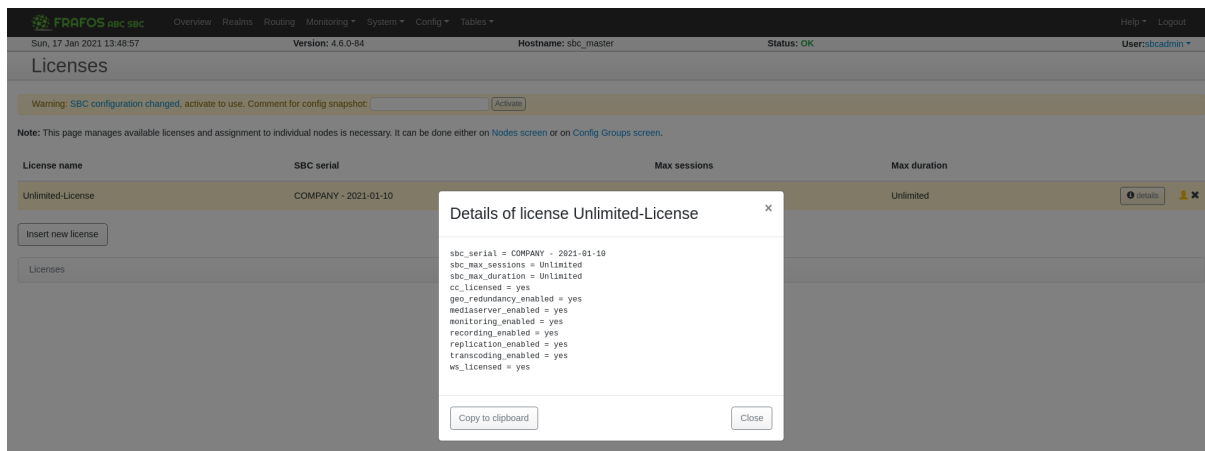 FRAFOS ABC SBC Overview Realms Routing Monitoring System Config Tables Help Logout
Sun, 17 Jan 2021 13:48:57 Version: 4.6.0-84 Hostname: sbc_master Status: OK User:sbcadmin
Licenses
Warning: SBC configuration changed, activate to use. Comment for config snapshot: Activate
Note: This page manages available licenses and assignment to individual nodes is necessary. It can be done either on Nodes screen or on Config Groups screen.
License name SBC serial Max sessions Max duration
Unlimited-License COMPANY - 2021-01-10 Unlimited details
Insert new license
Licenses
Details of license Unlimited-License ×
sbc_serial = COMPANY - 2021-01-10
sbc_max_sessions = Unlimited
sbc_max_duration = Unlimited
cc_licensed = yes
geo_redundancy_enabled = yes
mediaserver_enabled = yes
monitoring_enabled = yes
recording_enabled = yes
replication_enabled = yes
transcoding_enabled = yes
ws_licensed = yes
Copy to clipboard Close